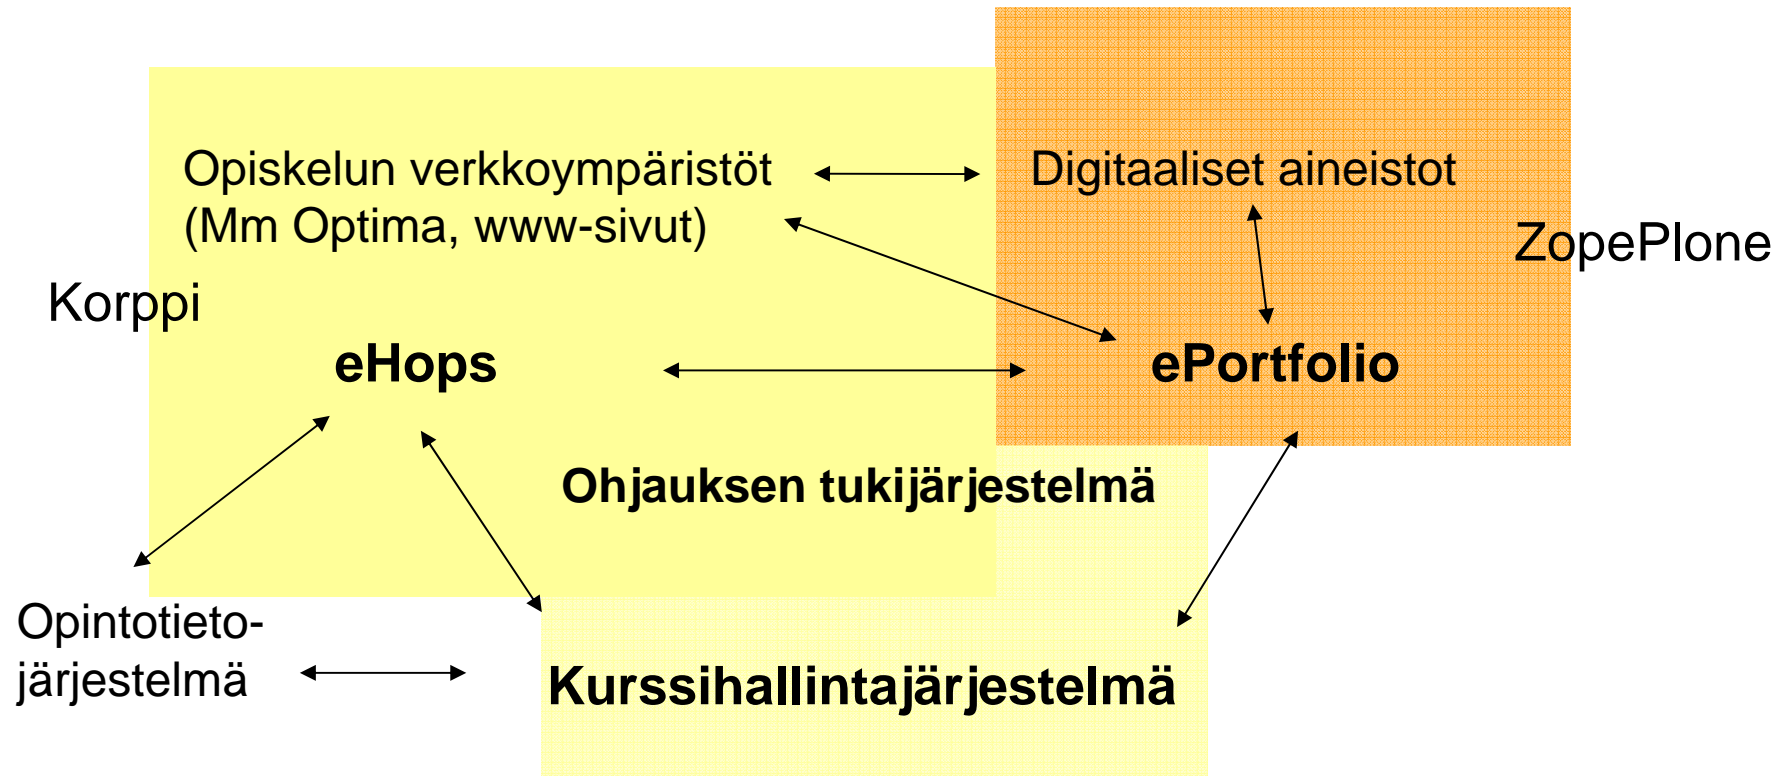 Opiskelun verkkoympäristöt
(Mm Optima, www-sivut)
Digitaaliset aineistot
ZopePlone
Korppi
eHops
ePortfolio
Ohjauksen tukijärjestelmä
Opintotieto-
järjestelmä
Kurssihallintajärjestelmä